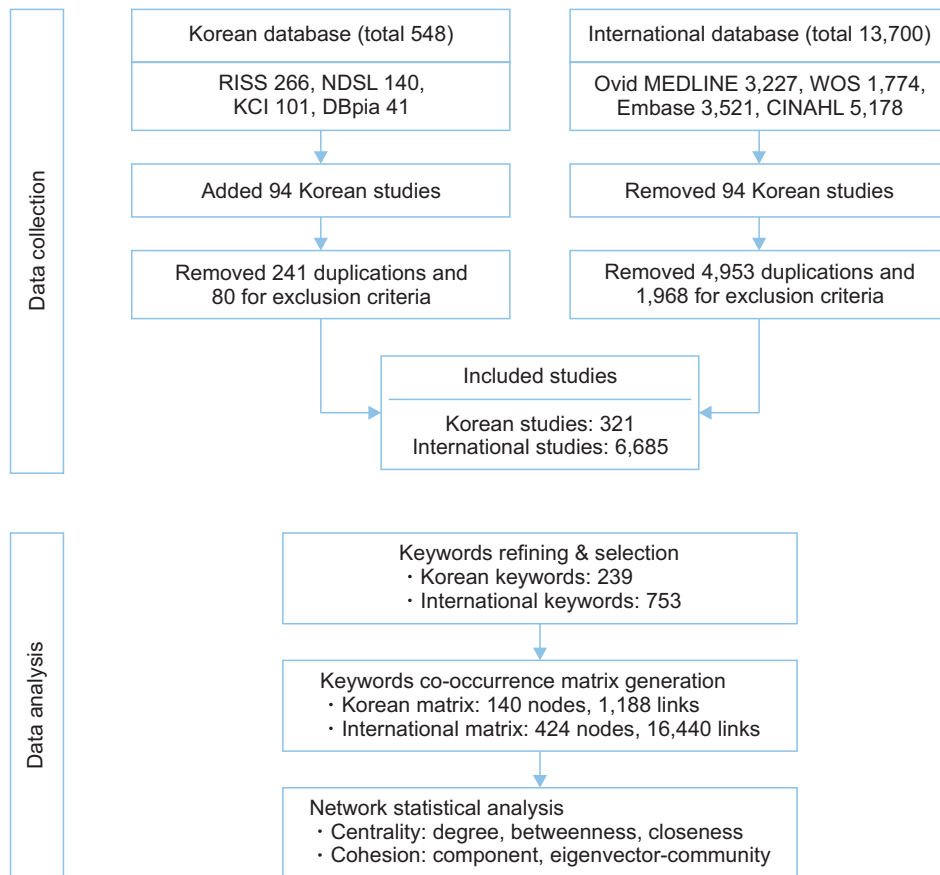 Data collection
Korean database (total 548)
RISS 266, NDSL 140,
KCI 101, DBpia 41
International database (total 13,700)
Ovid MEDLINE 3,227, WOS 1,774,
Embase 3,521, CINAHL 5,178
Added 94 Korean studies
Removed 94 Korean studies
Removed 241 duplications and
80 for exclusion criteria
Removed 4,953 duplications and
1,968 for exclusion criteria
Included studies
Korean studies: 321
International studies: 6,685
Data analysis
Keywords refining & selection
· Korean keywords: 239
· International keywords: 753
Keywords co-occurrence matrix generation
· Korean matrix: 140 nodes, 1,188 links
· International matrix: 424 nodes, 16,440 links
Network statistical analysis
· Centrality: degree, betweenness, closeness
· Cohesion: component, eigenvector-community